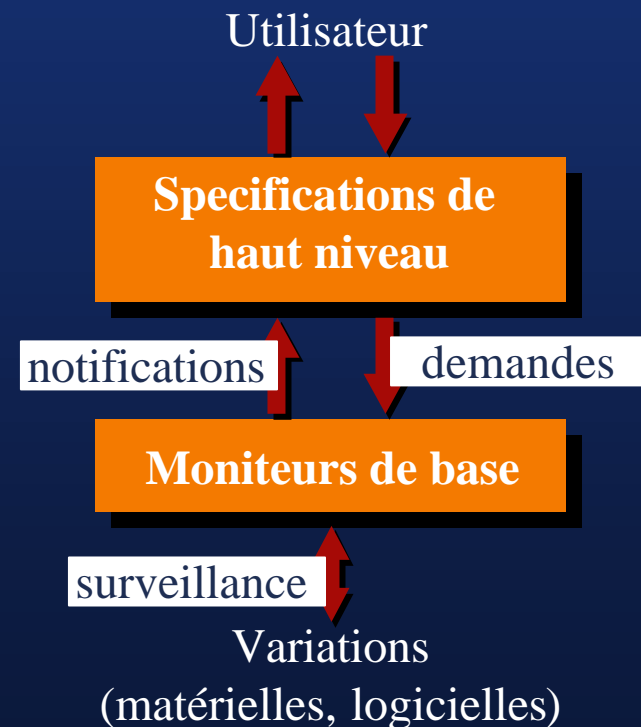 Utilisateur
Specifications de
haut niveau
notifications
demandes
Moniteurs de base
surveillance
Variations
(matérielles, logicielles)